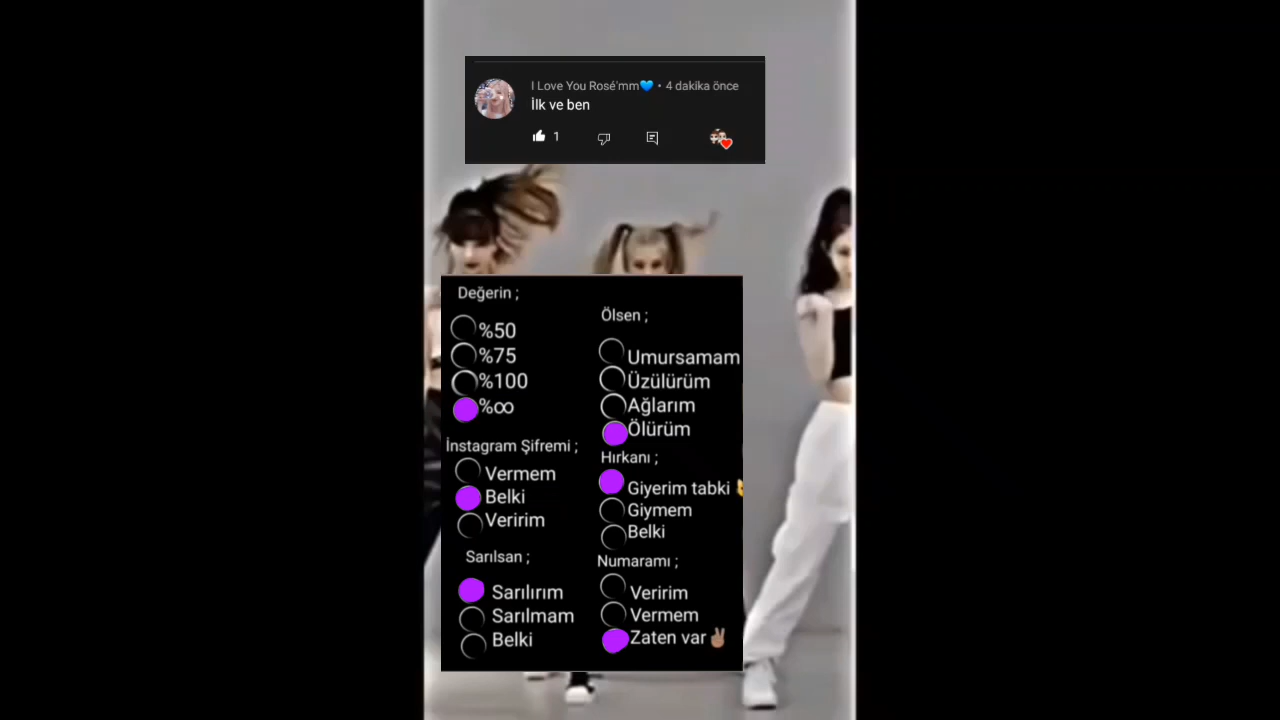 I Love You Rosé'mm💙 • 4 dakika önce
İlk ve ben
1
Değerin ;
%50
%75
%100
%∞
İnstagram Şifremi ;
Vermem
Belki
Veririm
Sarılsan ;
Sarılırım
Sarılmam
Belki
Ölsen ;
Umursamam
Üzülürüm
Ağlarım
Ölürüm
Hırkanı ;
Giyerim tabki
Giymem
Belki
Numaramı ;
Veririm
Vermem
Zaten var✌🏽